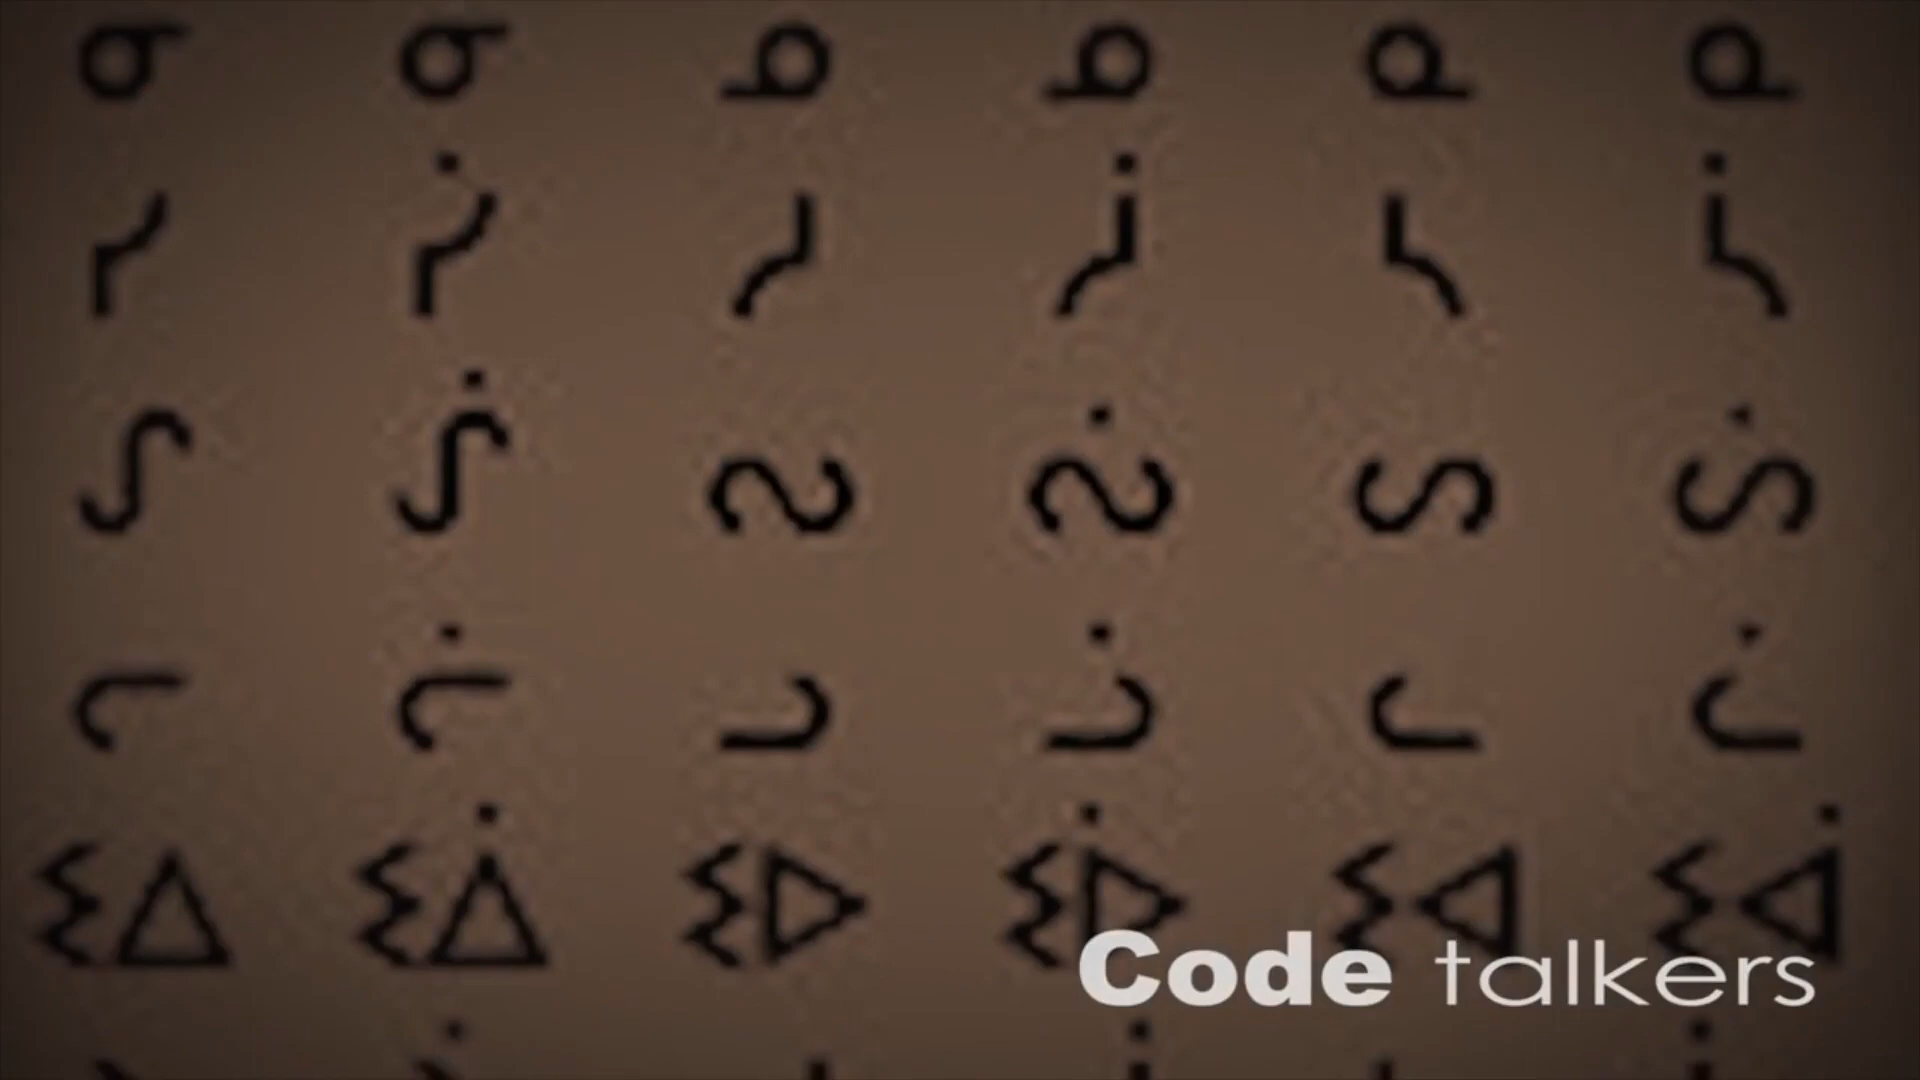 ᓂ ᓃ ᓄ ᓅ ᓇ ᓈ
ᓯ ᓰ ᓱ ᓲ ᓴ ᓵ
ᔑ ᔒ ᔓ ᔔ ᔕ ᔖ
ᓕ ᓖ ᓗ ᓘ ᓚ ᓛ
ᐃ ᐄ ᐅ ᐆ ᐊ ᐋ
Code talkers